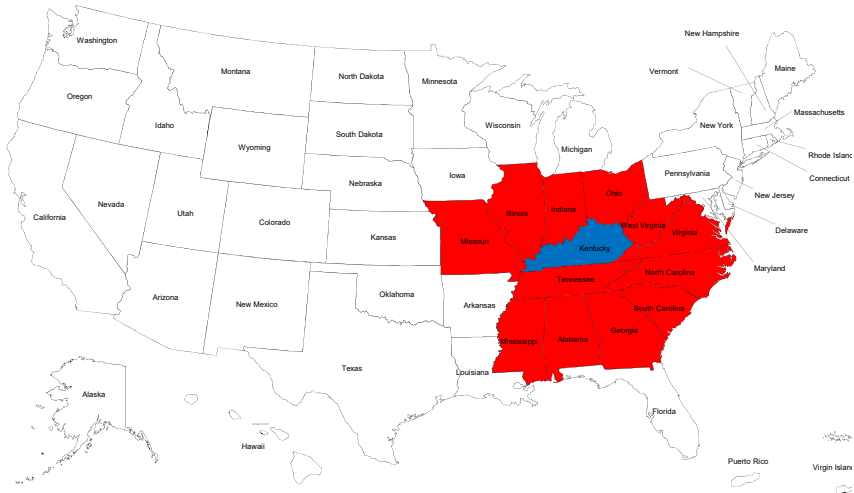 New Hampshire
Washington
Vermont
Maine
Montana
North Dakota
Minnesota
Oregon
Massachusetts
Idaho
South Dakota
Wisconsin
New York
Wyoming
Michigan
Rhode Island
Pennsylvania
Connecticut
Iowa
Nebraska
New Jersey
Nevada
Ohio
Utah
Illinois
Indiana
California
Colorado
West Virginia
Delaware
Kansas
Missouri
Virginia
Kentucky
Maryland
North Carolina
Tennessee
Arizona
Oklahoma
New Mexico
Arkansas
South Carolina
Georgia
Mississippi
Alabama
Texas
Louisiana
Alaska
Florida
Hawaii
Puerto Rico
Virgin Islan